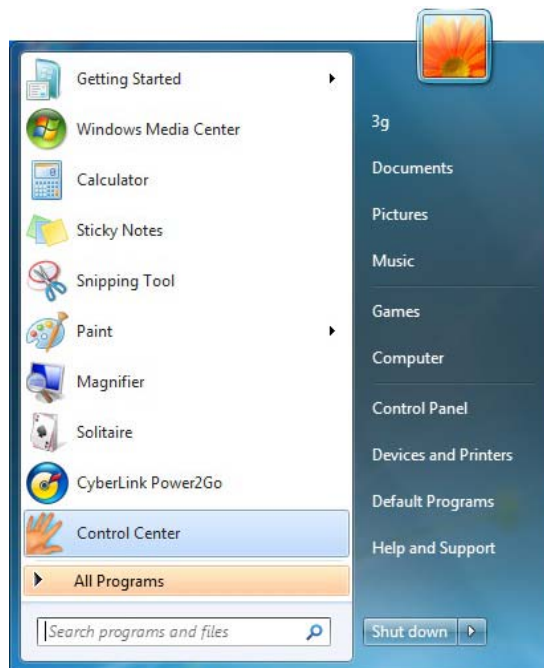 Getting Started
Windows Media Center
Calculator
Sticky Notes
Snipping Tool
Paint
Magnifier
Solitaire
CyberLink Power2Go
Control Center
All Programs
Search programs and files
3g
Documents
Pictures
Music
Games
Computer
Control Panel
Devices and Printers
Default Programs
Help and Support
Shut down